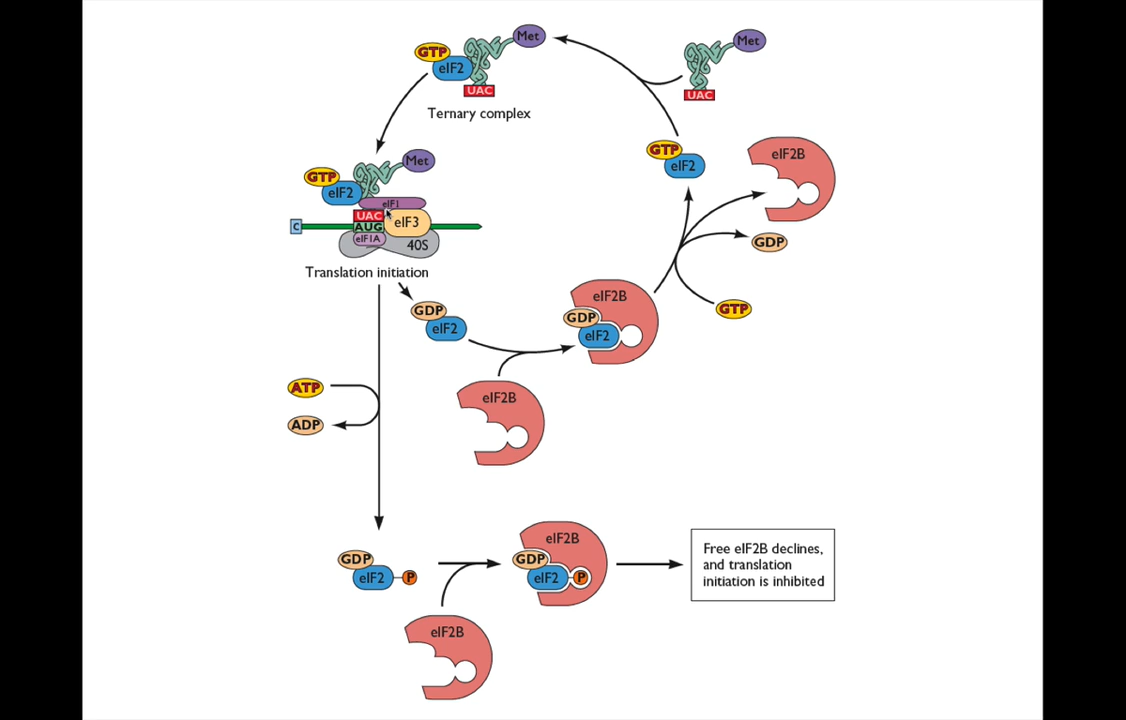 Met
GTP
eIF2
UAC
Ternary complex
Met
UAC
GTP
eIF2
eIF2B
GDP
GTP
Met
GTP
eIF2
eIF1
UAC
C
AUG
eIF3
eIF1A
40S
Translation initiation
GDP
eIF2
eIF2B
GDP
eIF2
eIF2B
ATP
ADP
GDP
eIF2
P
eIF2B
GDP
eIF2
P
eIF2B
Free eIF2B declines,
and translation
initiation is inhibited